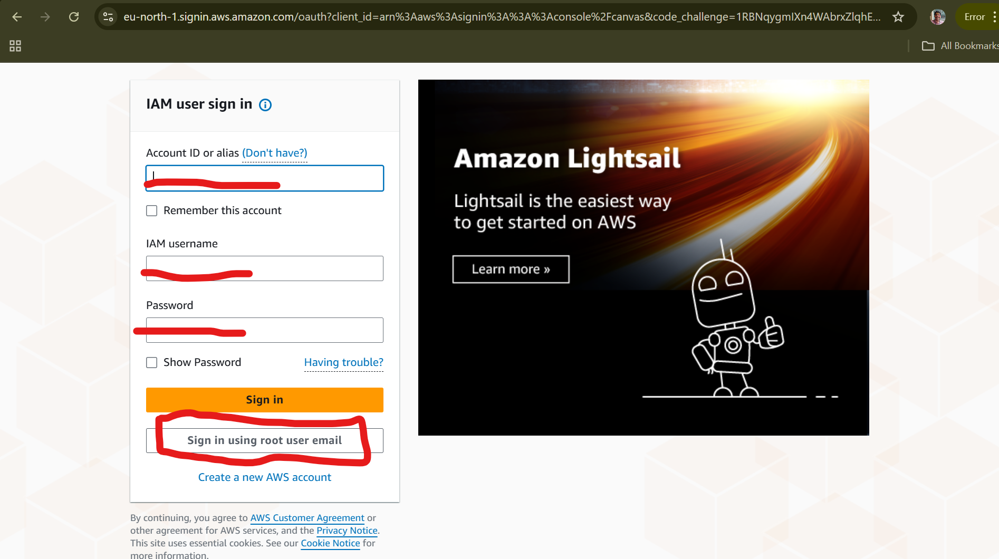 eu-north-1.signin.aws.amazon.com/oauth?client_id=arn%3Aaws%3Asignin%3A%3A%3Aconsole%2Fcanvas&code_challenge=1RBNqygmIXn4WAbrxZlqhE...
Error
All Bookmarks
IAM user sign in
Account ID or alias (Don't have?)
Remember this account
IAM username
Password
Show Password
Having trouble?
Sign in
Sign in using root user email
Create a new AWS account
By continuing, you agree to AWS Customer Agreement or
other agreement for AWS services, and the Privacy Notice.
This site uses essential cookies. See our Cookie Notice for
more information.
Amazon Lightsail
Lightsail is the easiest way
to get started on AWS
Learn more »